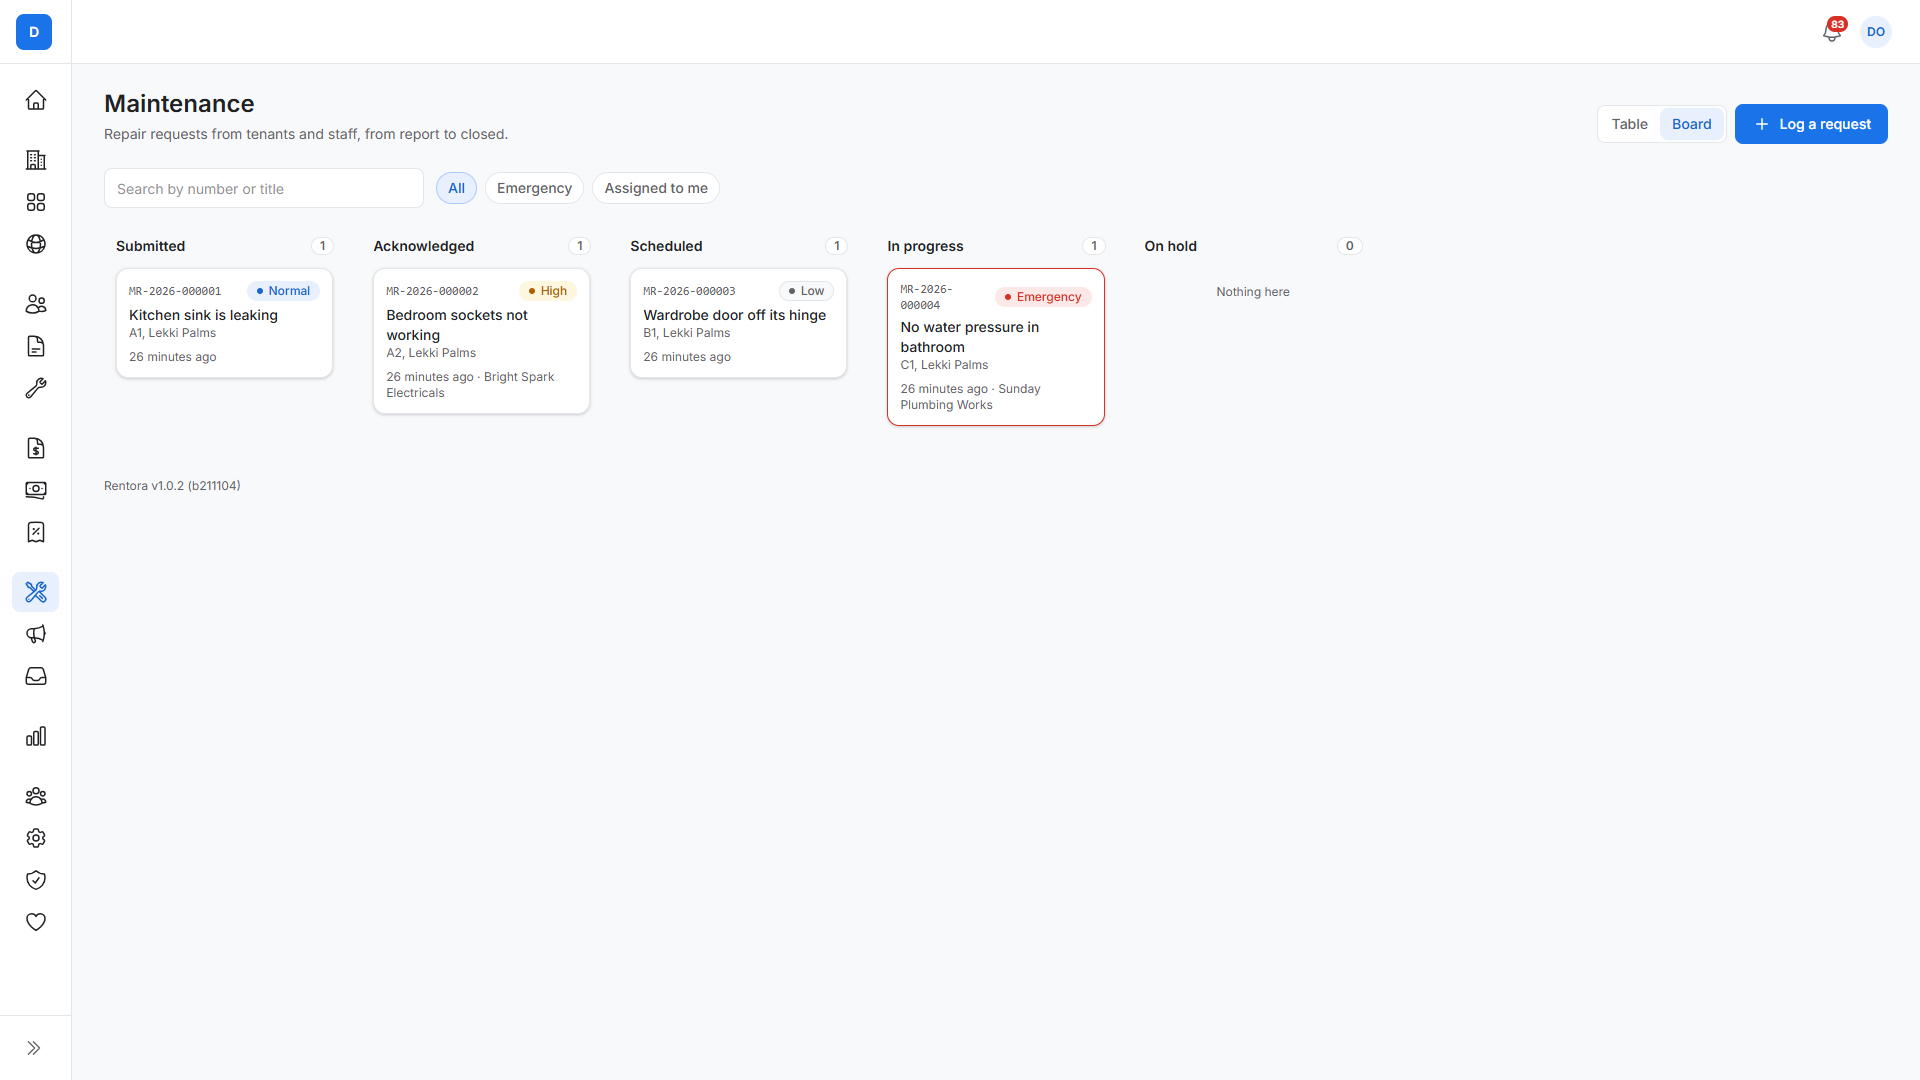 D
83
DO
Maintenance
Repair requests from tenants and staff, from report to closed.
Table
Board
Log a request
Search by number or title
All
Emergency
Assigned to me
Submitted
1
MR-2026-000001
Normal
Kitchen sink is leaking
A1, Lekki Palms
26 minutes ago
Acknowledged
1
MR-2026-000002
High
Bedroom sockets not
working
A2, Lekki Palms
26 minutes ago · Bright Spark
Electricals
Scheduled
1
MR-2026-000003
Low
Wardrobe door off its hinge
B1, Lekki Palms
26 minutes ago
In progress
1
MR-2026-
000004
Emergency
No water pressure in
bathroom
C1, Lekki Palms
26 minutes ago · Sunday
Plumbing Works
On hold
0
Nothing here
Rentora v1.0.2 (b211104)